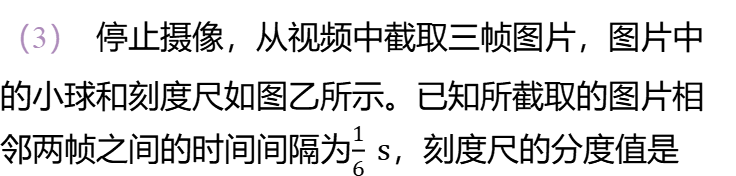 （3） 停止摄像，从视频中截取三帧图片，图片中
的小球和刻度尺如图乙所示。已知所截取的图片相
邻两帧之间的时间间隔为1/6 s，刻度尺的分度值是